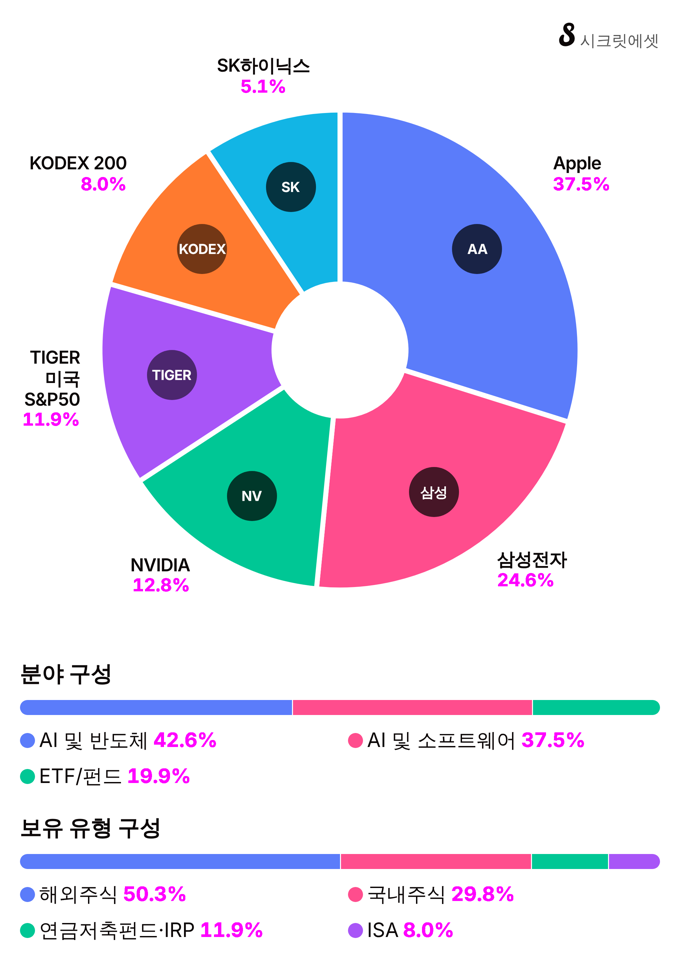 시크릿에셋
SK하이닉스
5.1%
KODEX 200
8.0%
Apple
37.5%
SK
KODEX
AA
TIGER
미국
S&P50
11.9%
TIGER
NV
삼성
NVIDIA
12.8%
삼성전자
24.6%
분야 구성
AI 및 반도체 42.6%
AI 및 소프트웨어 37.5%
ETF/펀드 19.9%
보유 유형 구성
해외주식 50.3%
국내주식 29.8%
연금저축펀드·IRP 11.9%
ISA 8.0%